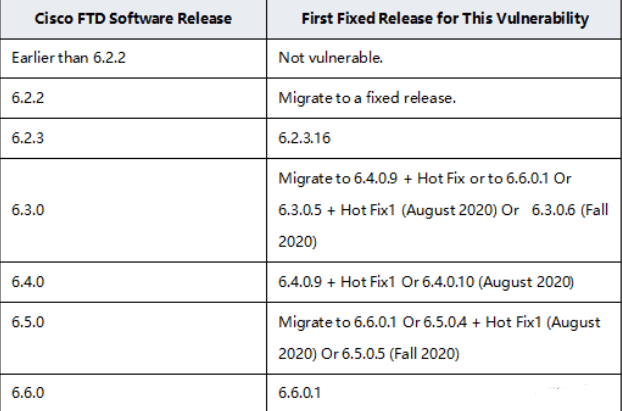 Cisco FTD Software Release First Fixed Release for This Vulnerability
Earlier than 6.2.2 Not vulnerable.
6.2.2 Migrate to a fixed release.
6.2.3 6.2.3.16
6.3.0 Migrate to 6.4.0.9 + Hot Fix or to 6.6.0.1 Or
6.3.0.5 + Hot Fix1 (August 2020) Or 6.3.0.6 (Fall
2020)
6.4.0 6.4.0.9 + Hot Fix1 Or 6.4.0.10 (August 2020)
6.5.0 Migrate to 6.6.0.1 Or 6.5.0.4 + Hot Fix1 (August
2020) Or 6.5.0.5 (Fall 2020)
6.6.0 6.6.0.1